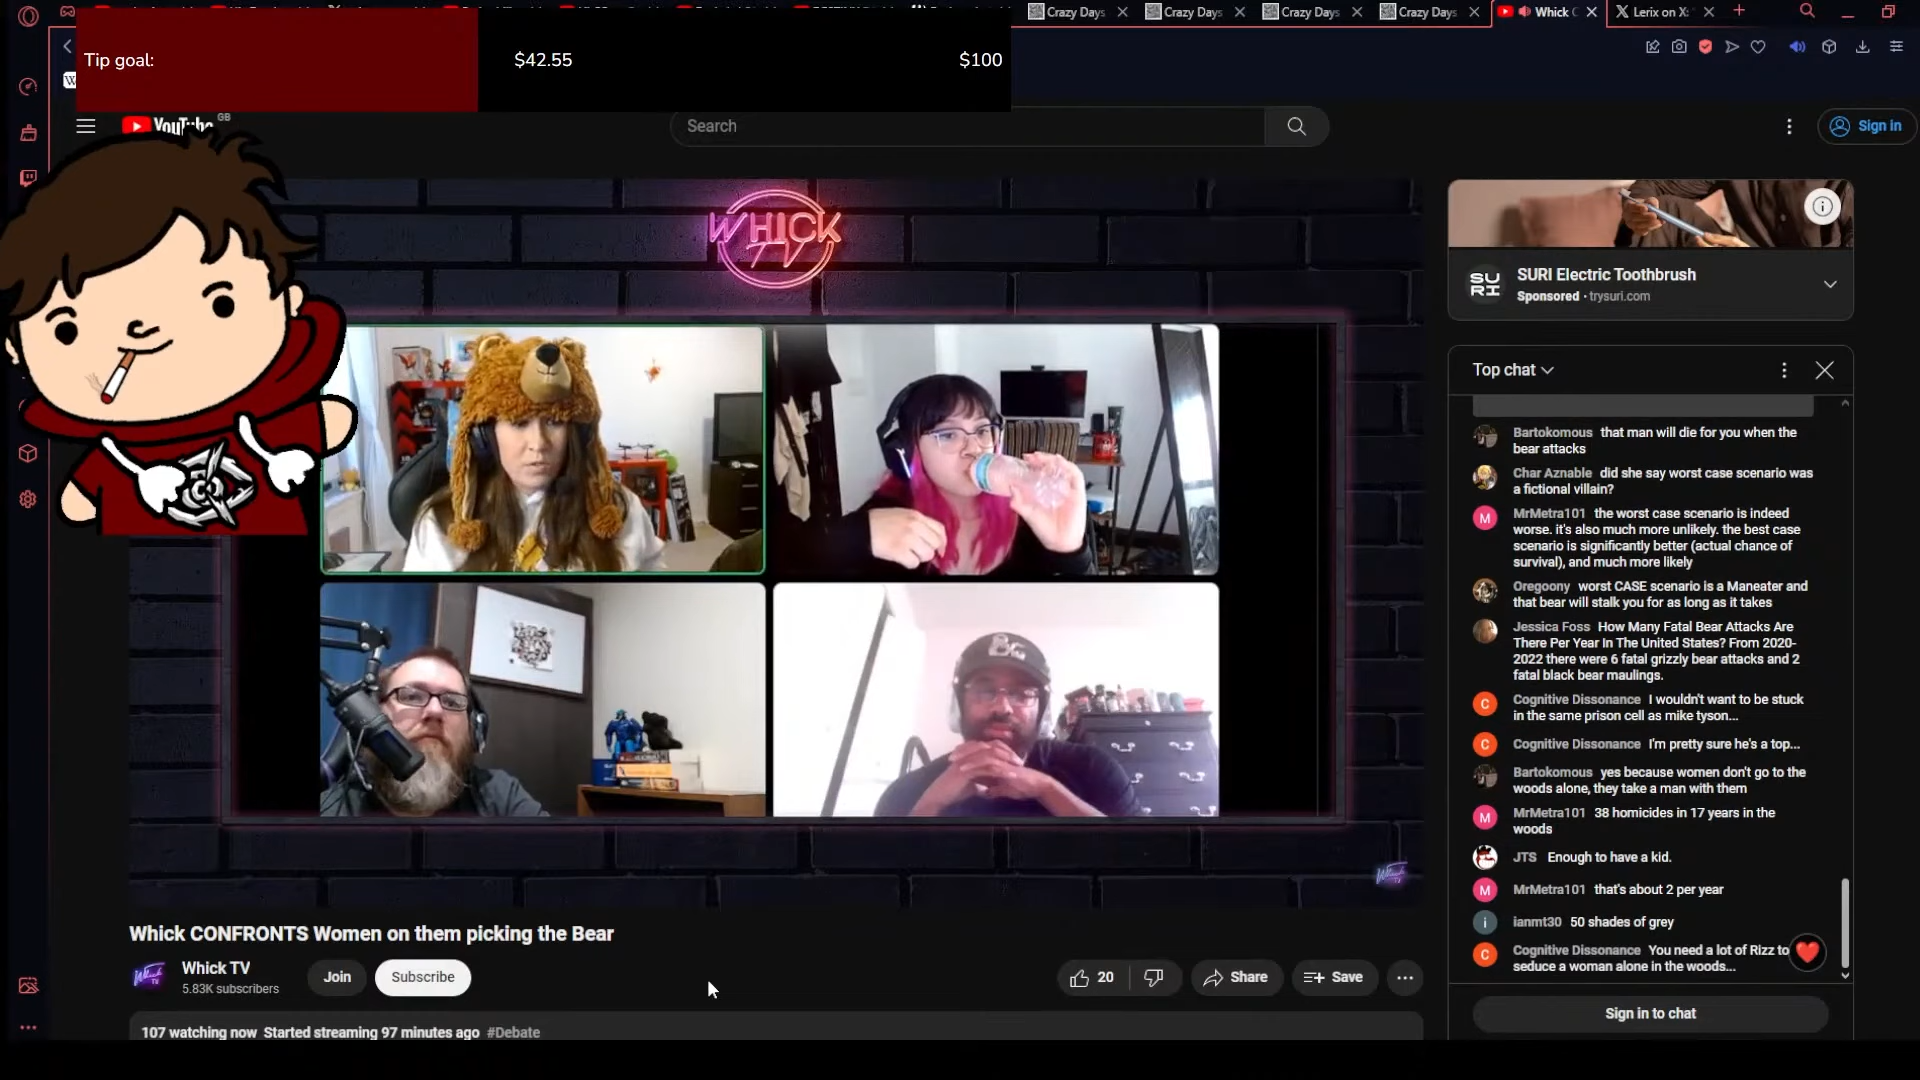 Crazy Days
Crazy Days
Crazy Days
Crazy Days
Whick C
Lerix on X:
Tip goal:
$42.55
$100
W
YouTube GB
Search
Sign in
WHICK
TV
SURI
SURI Electric Toothbrush
Sponsored · trysuri.com
Top chat
Bartokomous that man will die for you when the
bear attacks
Char Aznable did she say worst case scenario was
a fictional villain?
MrMetra101 the worst case scenario is indeed
worse. it's also much more unlikely. the best case
scenario is significantly better (actual chance of
survival), and much more likely
Oregoony worst CASE scenario is a Maneater and
that bear will stalk you for as long as it takes
Jessica Foss How Many Fatal Bear Attacks Are
There Per Year In The United States? From 2020-
2022 there were 6 fatal grizzly bear attacks and 2
fatal black bear maulings.
Cognitive Dissonance I wouldn't want to be stuck
in the same prison cell as mike tyson...
Cognitive Dissonance I'm pretty sure he's a top...
Bartokomous yes because women don't go to the
woods alone, they take a man with them
MrMetra101 38 homicides in 17 years in the
woods
JTS Enough to have a kid.
MrMetra101 that's about 2 per year
ianmt30 50 shades of grey
Cognitive Dissonance You need a lot of Rizz to
seduce a woman alone in the woods...
Sign in to chat
Whick CONFRONTS Women on them picking the Bear
Whick TV
5.83K subscribers
Join
Subscribe
20
Share
Save
107 watching now Started streaming 97 minutes ago #Debate